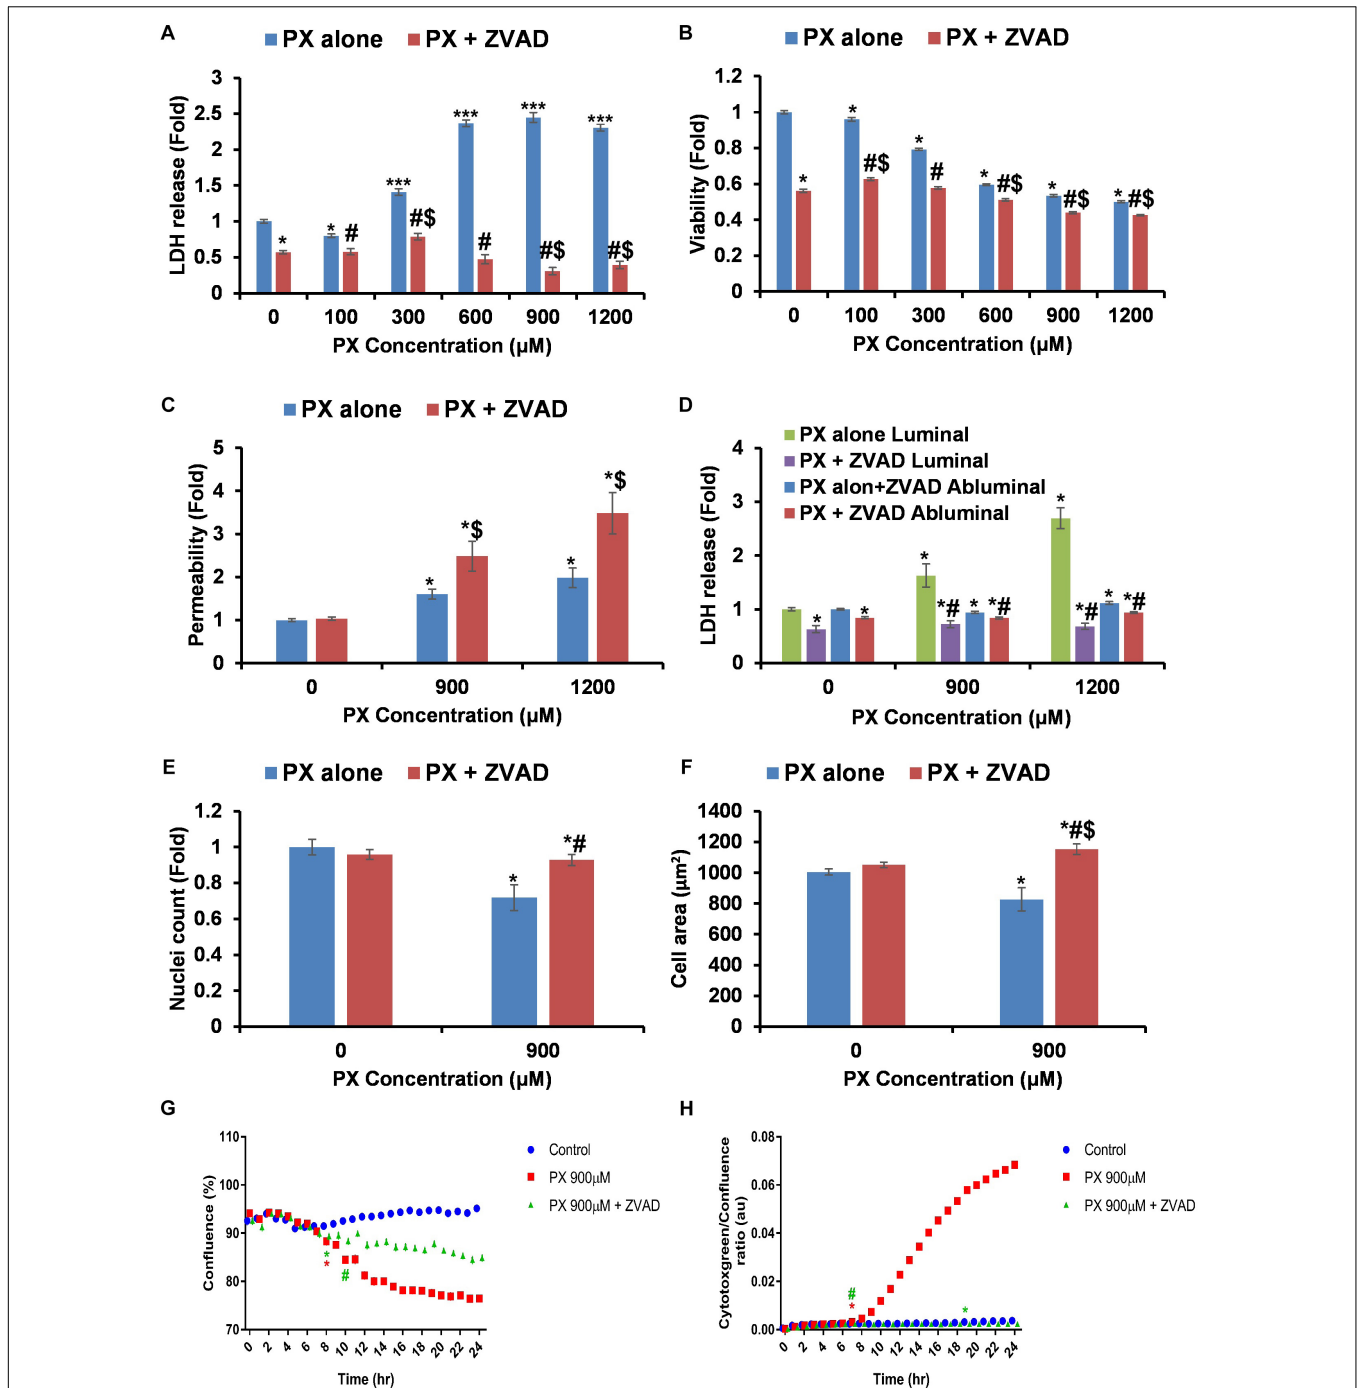 A
PX alone PX + ZVAD
LDH release (Fold)
3
2.5
2
1.5
1
0.5
0
*
*
#
***
#$
***
#
***
#$
***
#$
0 100 300 600 900 1200
PX Concentration (µM)
B
PX alone PX + ZVAD
Viability (Fold)
1.2
1
0.8
0.6
0.4
0.2
0
*
*
#$
*
#
*
#$
*
#$
*
#$
0 100 300 600 900 1200
PX Concentration (µM)
C
PX alone PX + ZVAD
Permeability (Fold)
5
4
3
2
1
0
*
*$
*
*$
0 900 1200
PX Concentration (µM)
D
PX alone Luminal
PX + ZVAD Luminal
PX alon+ZVAD Abluminal
PX + ZVAD Abluminal
LDH release (Fold)
4
3
2
1
0
*
*
*
*#
*
*#
*
*#
*
*#
0 900 1200
PX Concentration (µM)
E
PX alone PX + ZVAD
Nuclei count (Fold)
1.2
1
0.8
0.6
0.4
0.2
0
*
*#
0 900
PX Concentration (µM)
F
PX alone PX + ZVAD
Cell area (µm²)
1400
1200
1000
800
600
400
200
0
*
*#$
0 900
PX Concentration (µM)
G
Confluence (%)
110
100
90
80
70
*
*
#
0 2 4 6 8 10 12 14 16 18 20 22 24
Time (hr)
Control
PX 900µM
PX 900µM + ZVAD
H
Cytotoxgreen/Confluence
ratio (au)
0.08
0.06
0.04
0.02
0.00
#
*
*
0 2 4 6 8 10 12 14 16 18 20 22 24
Time (hr)
Control
PX 900µM
PX 900µM + ZVAD